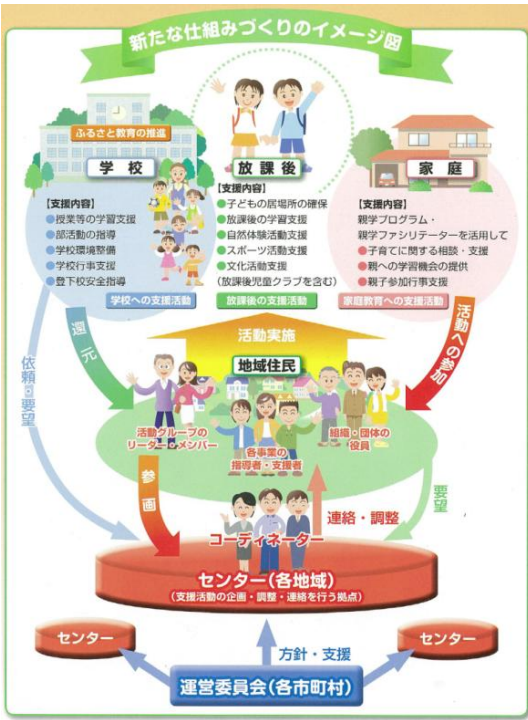 新たな仕組みづくりのイメージ図
ふるさと教育の推進
学校
【支援内容】
●授業等の学習支援
●部活動の指導
●学校環境整備
●学校行事支援
●登下校安全指導
学校への支援活動
放課後
【支援内容】
●子どもの居場所の確保
●放課後の学習支援
●自然体験活動支援
●スポーツ活動支援
●文化活動支援
(放課後児童クラブを含む)
放課後の支援活動
家庭
【支援内容】
親学プログラム・
親学ファシリテーターを活用して
●子育てに関する相談・支援
●親への学習機会の提供
●親子参加行事支援
家庭教育への支援活動
還元
活動実施
活動への参加
依頼・要望
地域住民
活動グループの
リーダー・メンバー
各事業の
指導者・支援者
組織・団体の
役員
参画
連絡・調整
要望
コーディネーター
センター(各地域)
(支援活動の企画・調整・連絡を行う拠点)
センター
センター
方針・支援
運営委員会(各市町村)